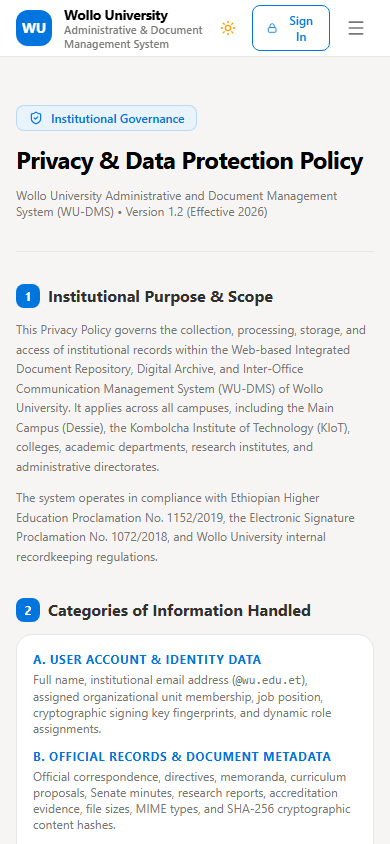 WU
Wollo University
Administrative & Document
Management System
Sign
In
Institutional Governance
Privacy & Data Protection Policy
Wollo University Administrative and Document Management
System (WU-DMS) • Version 1.2 (Effective 2026)
1 Institutional Purpose & Scope
This Privacy Policy governs the collection, processing, storage, and
access of institutional records within the Web-based Integrated
Document Repository, Digital Archive, and Inter-Office
Communication Management System (WU-DMS) of Wollo
University. It applies across all campuses, including the Main
Campus (Dessie), the Kombolcha Institute of Technology (KIoT),
colleges, academic departments, research institutes, and
administrative directorates.
The system operates in compliance with Ethiopian Higher
Education Proclamation No. 1152/2019, the Electronic Signature
Proclamation No. 1072/2018, and Wollo University internal
recordkeeping regulations.
2 Categories of Information Handled
A. USER ACCOUNT & IDENTITY DATA
Full name, institutional email address (@wu.edu.et),
assigned organizational unit membership, job position,
cryptographic signing key fingerprints, and dynamic role
assignments.
B. OFFICIAL RECORDS & DOCUMENT METADATA
Official correspondence, directives, memoranda, curriculum
proposals, Senate minutes, research reports, accreditation
evidence, file sizes, MIME types, and SHA-256 cryptographic
content hashes.